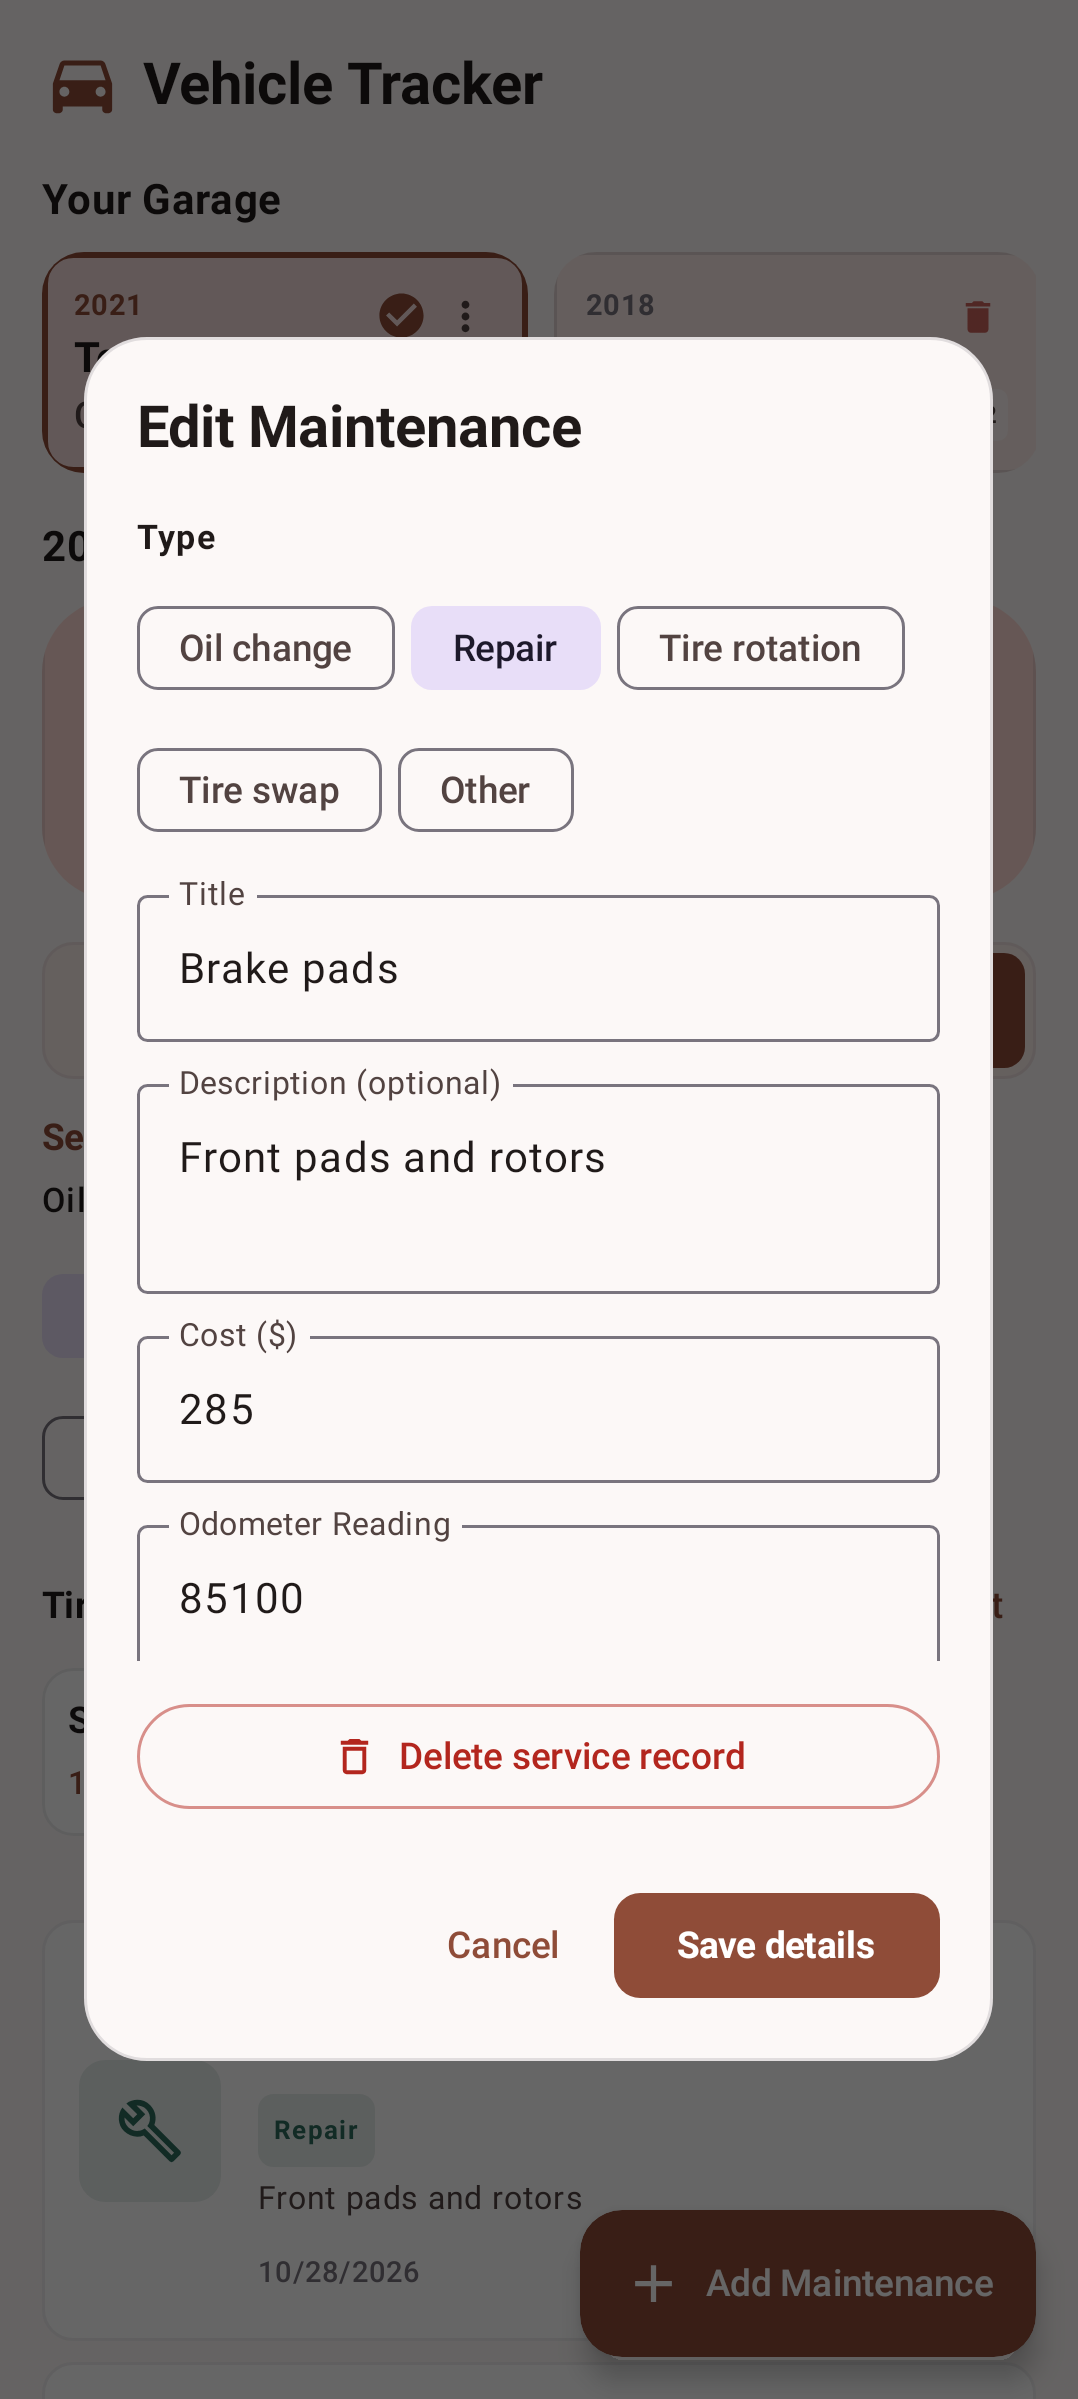 Vehicle Tracker
Your Garage
2021
2018
Edit Maintenance
Type
Oil change
Repair
Tire rotation
Tire swap
Other
Title
Brake pads
Description (optional)
Front pads and rotors
Cost ($)
285
Odometer Reading
85100
Delete service record
Cancel
Save details
Repair
Front pads and rotors
10/28/2026
Add Maintenance